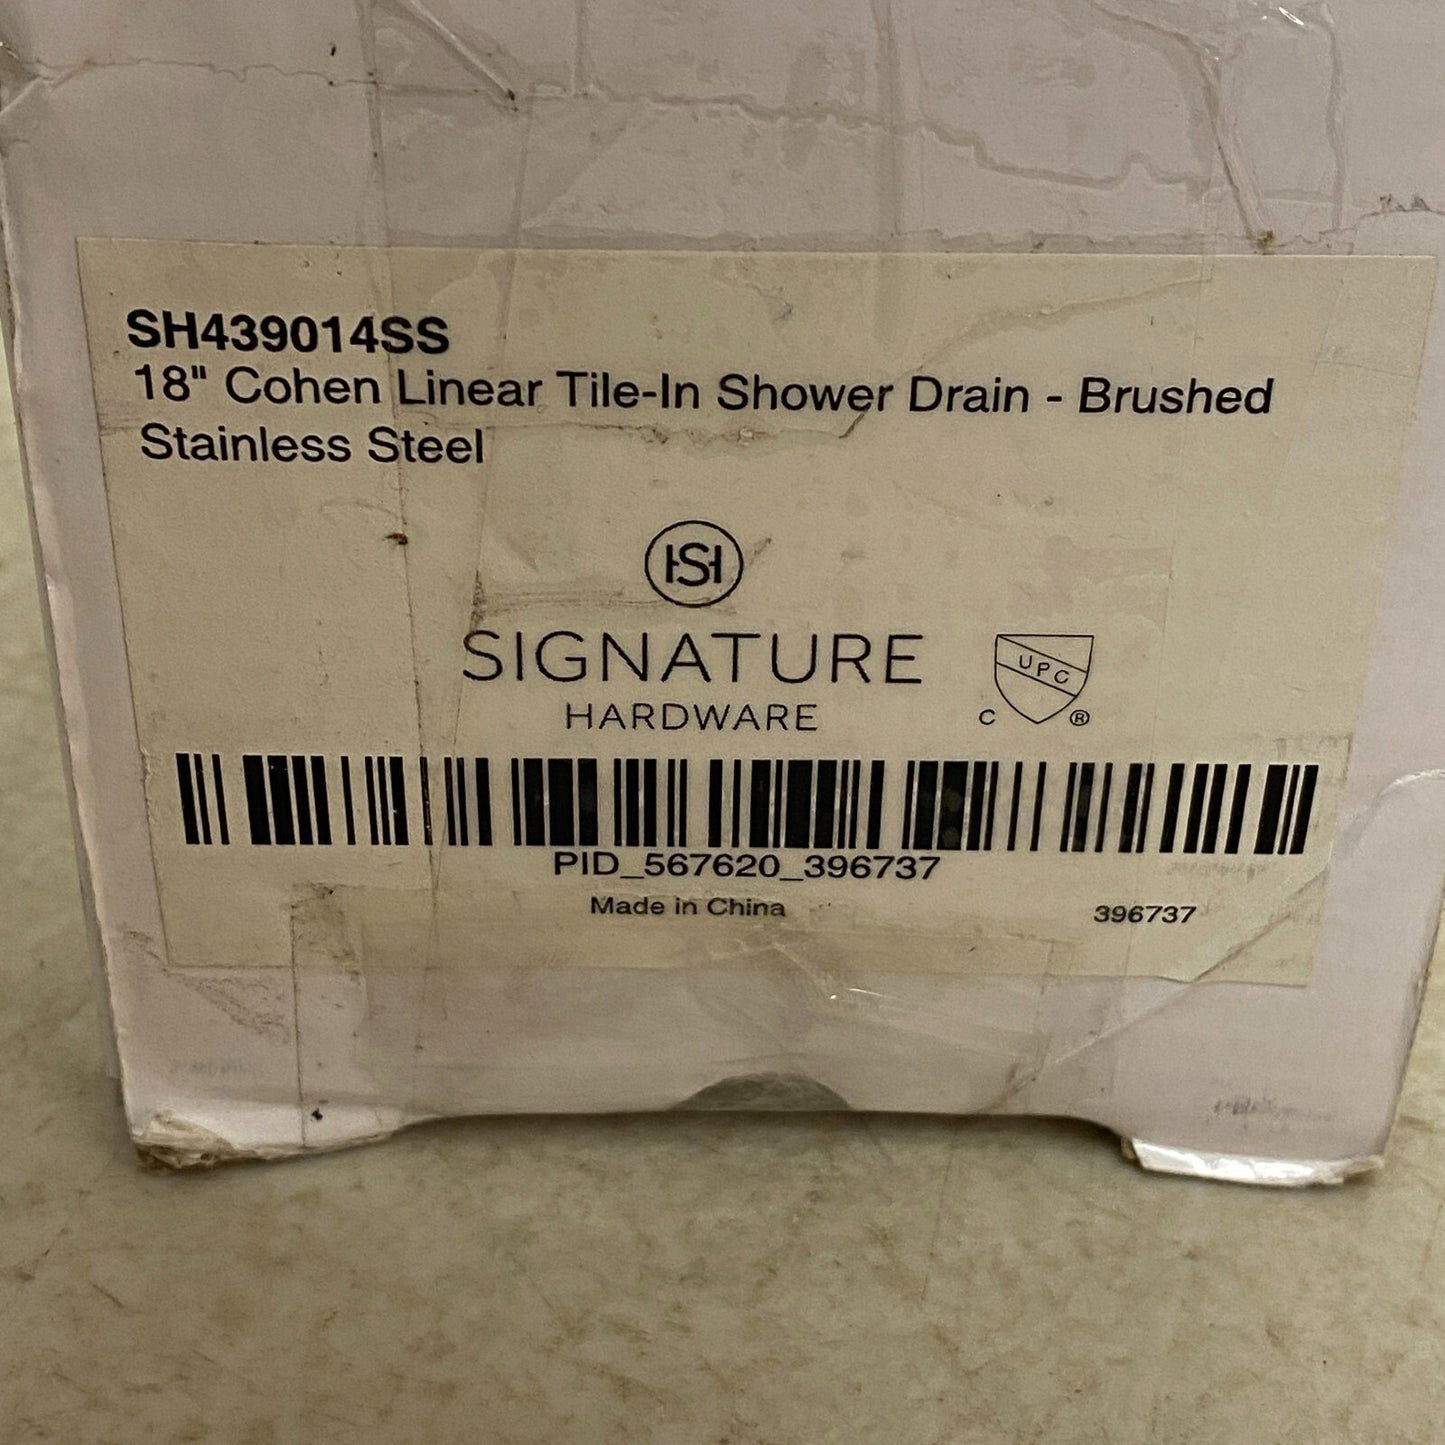 SH439014SS
18" Cohen Linear Tile-In Shower Drain - Brushed
Stainless Steel
HSH
SIGNATURE
HARDWARE
UPC
C ®
PID_567620_396737
Made in China
396737